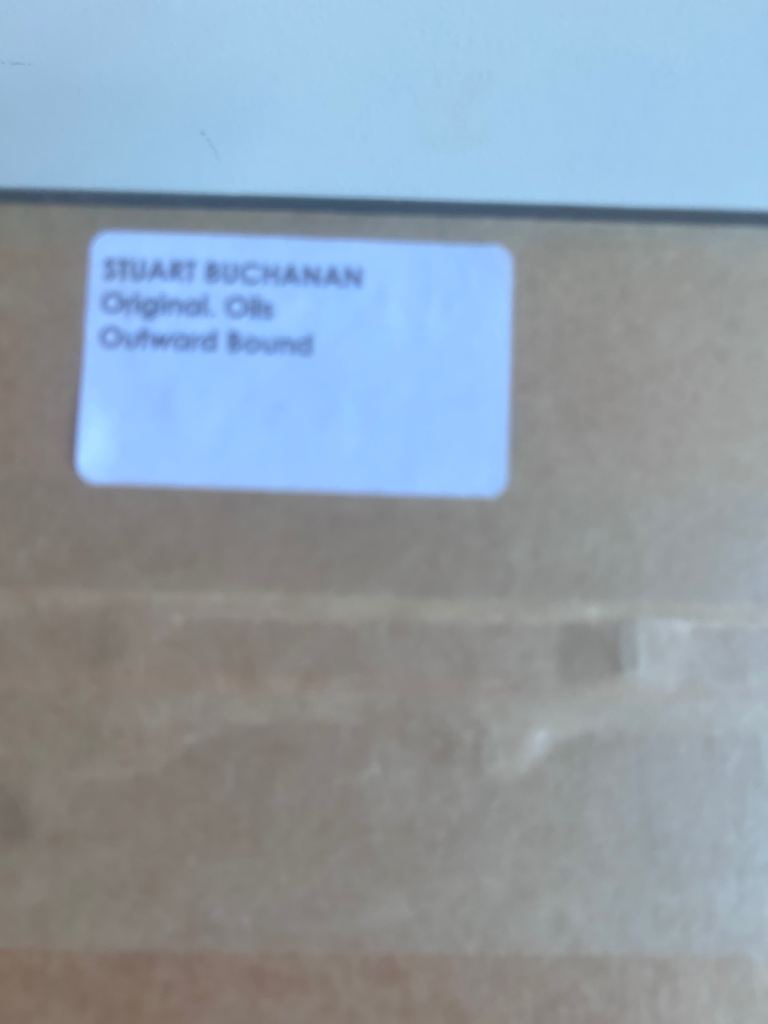 STUART BUCHANAN
Original. Oils
Outward Bound